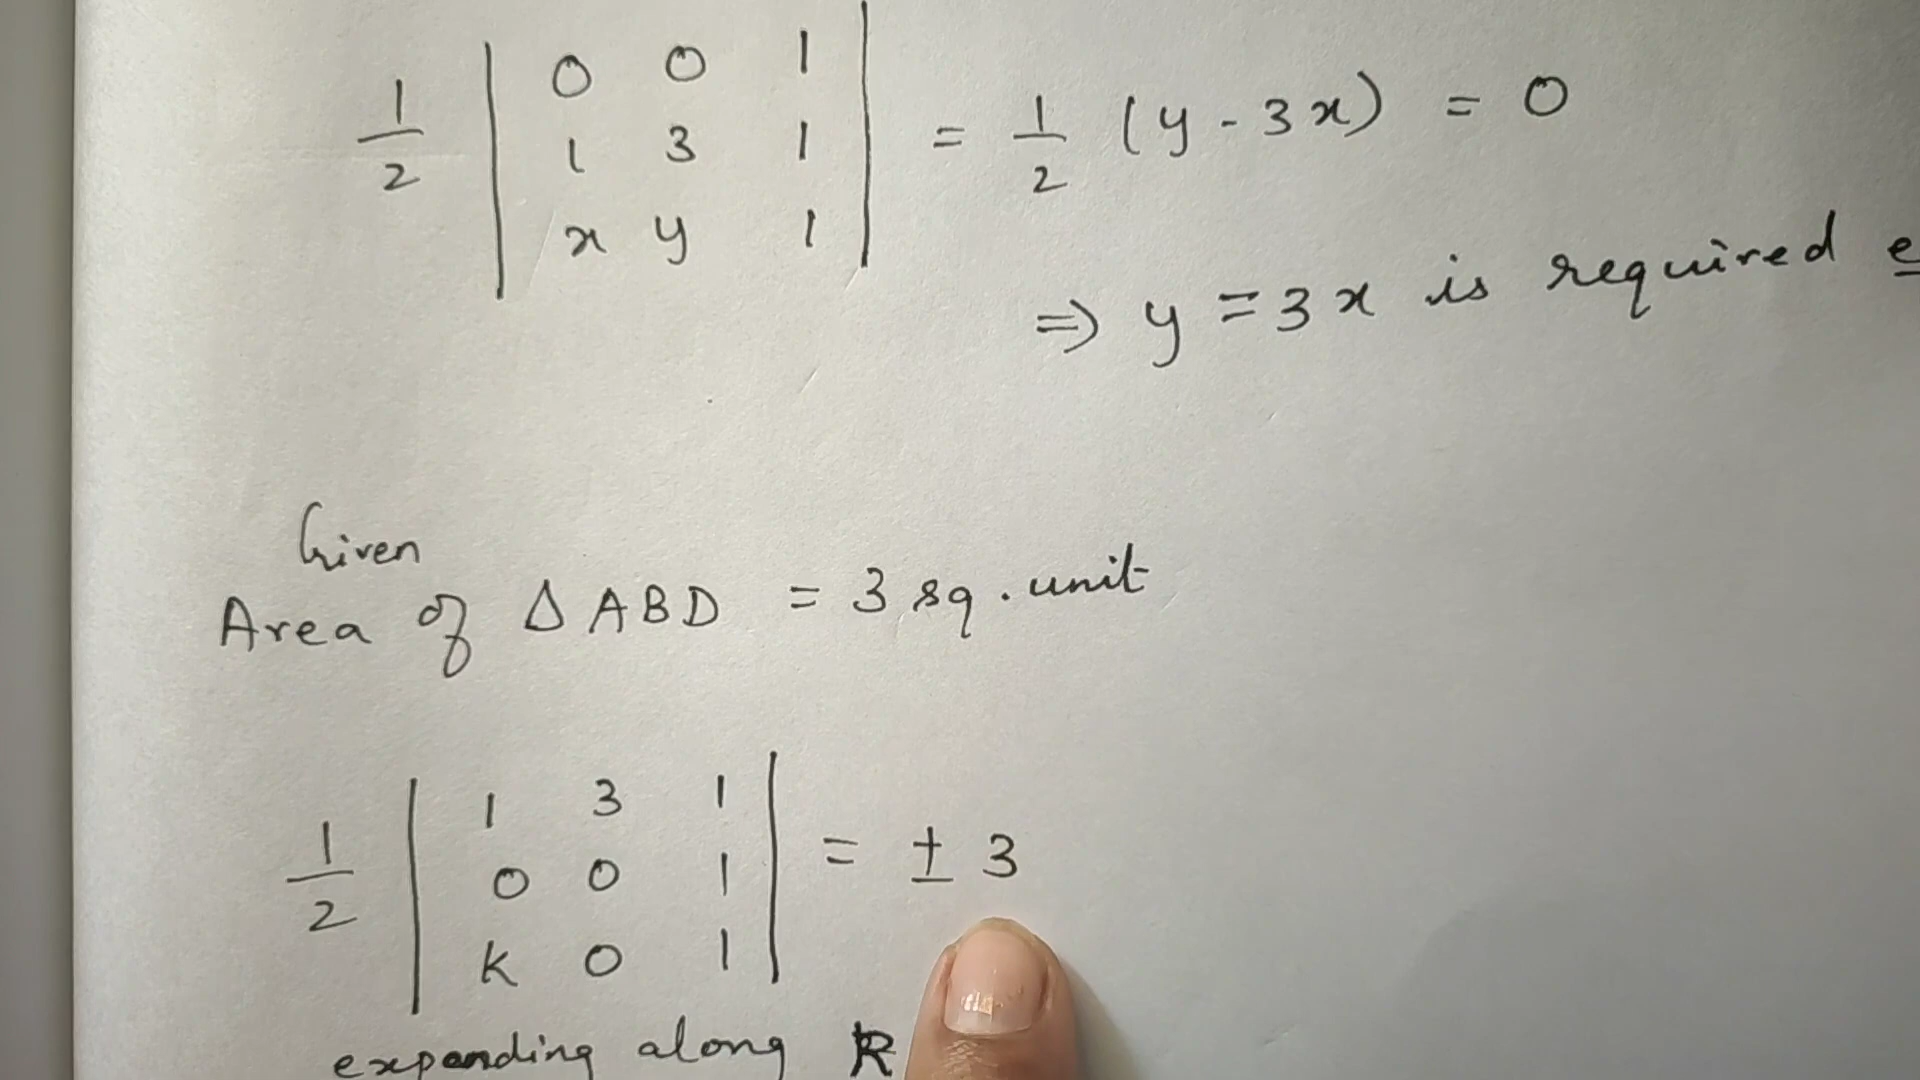 1/2 | 0 0 1 | = 1/2 (y - 3x) = 0
| 1 3 1 |
| x y 1 |
⇒ y = 3x is required
Given
Area of Δ ABD = 3 sq. unit
1/2 | 1 3 1 | = ± 3
| 0 0 1 |
| k 0 1 |
expanding along R